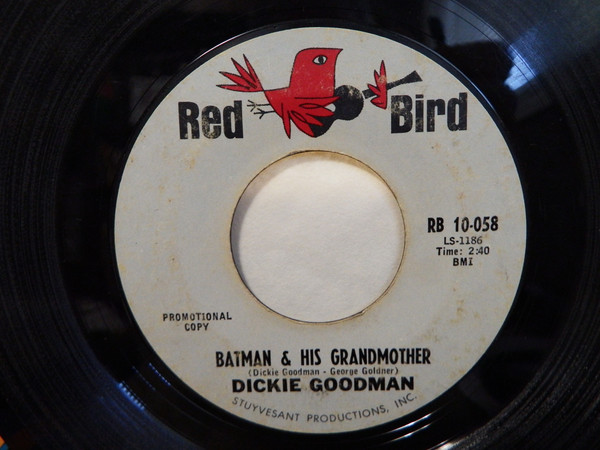 Red Bird
RB 10-058
LS-1186
Time: 2:40
BMI
PROMOTIONAL
COPY
BATMAN & HIS GRANDMOTHER
(Dickie Goodman - George Goldner)
DICKIE GOODMAN
STUYVESANT PRODUCTIONS, INC.